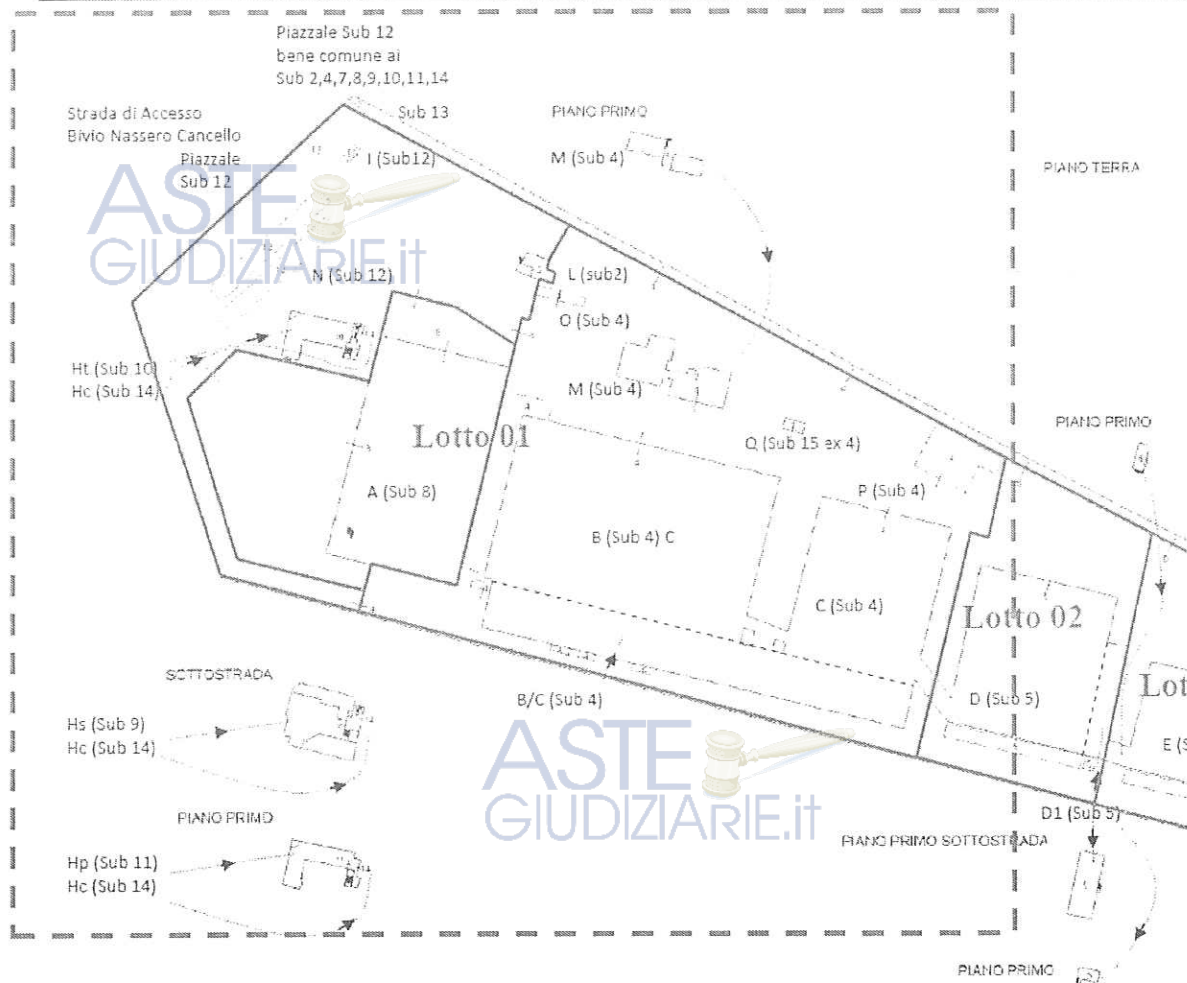 Piazzale Sub 12
bene comune ai
Sub 2,4,7,8,9,10,11,14
Strada di Accesso
Bivio Nassero Cancello
Piazzale
Sub 12
Sub 13
PIANO PRIMO
I (Sub12)
M (Sub 4)
PIANO TERRA
ASTE
GIUDIZIARIE.it
N (Sub 12)
L (sub2)
O (Sub 4)
Ht (Sub 10)
Hc (Sub 14)
M (Sub 4)
PIANO PRIMO
Lotto 01
Q (Sub 15 ex 4)
A (Sub 8)
P (Sub 4)
B (Sub 4) C
C (Sub 4)
Lotto 02
SOTTOSTRADA
D (Sub 5)
Lot
B/C (Sub 4)
Hs (Sub 9)
Hc (Sub 14)
E (S
ASTE
GIUDIZIARIE.it
D1 (Sub 5)
PIANO PRIMO
PIANO PRIMO SOTTOSTRADA
Hp (Sub 11)
Hc (Sub 14)
PIANO PRIMO